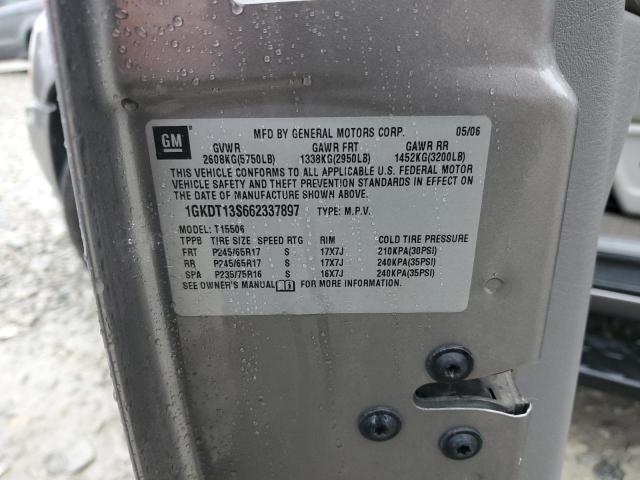 GM
MFD BY GENERAL MOTORS CORP. 05/06
GVWR GAWR FRT GAWR RR
2608KG(5750LB) 1338KG(2950LB) 1452KG(3200LB)
THIS VEHICLE CONFORMS TO ALL APPLICABLE U.S. FEDERAL MOTOR
VEHICLE SAFETY AND THEFT PREVENTION STANDARDS IN EFFECT ON
THE DATE OF MANUFACTURE SHOWN ABOVE.
1GKDT13S662337897 TYPE: M.P.V.
MODEL: T15506
TPPB TIRE SIZE SPEED RTG RIM COLD TIRE PRESSURE
FRT P245/65R17 S 17X7J 210KPA(30PSI)
RR P245/65R17 S 17X7J 240KPA(35PSI)
SPA P235/75R16 S 16X7J 240KPA(35PSI)
SEE OWNER'S MANUAL FOR MORE INFORMATION.